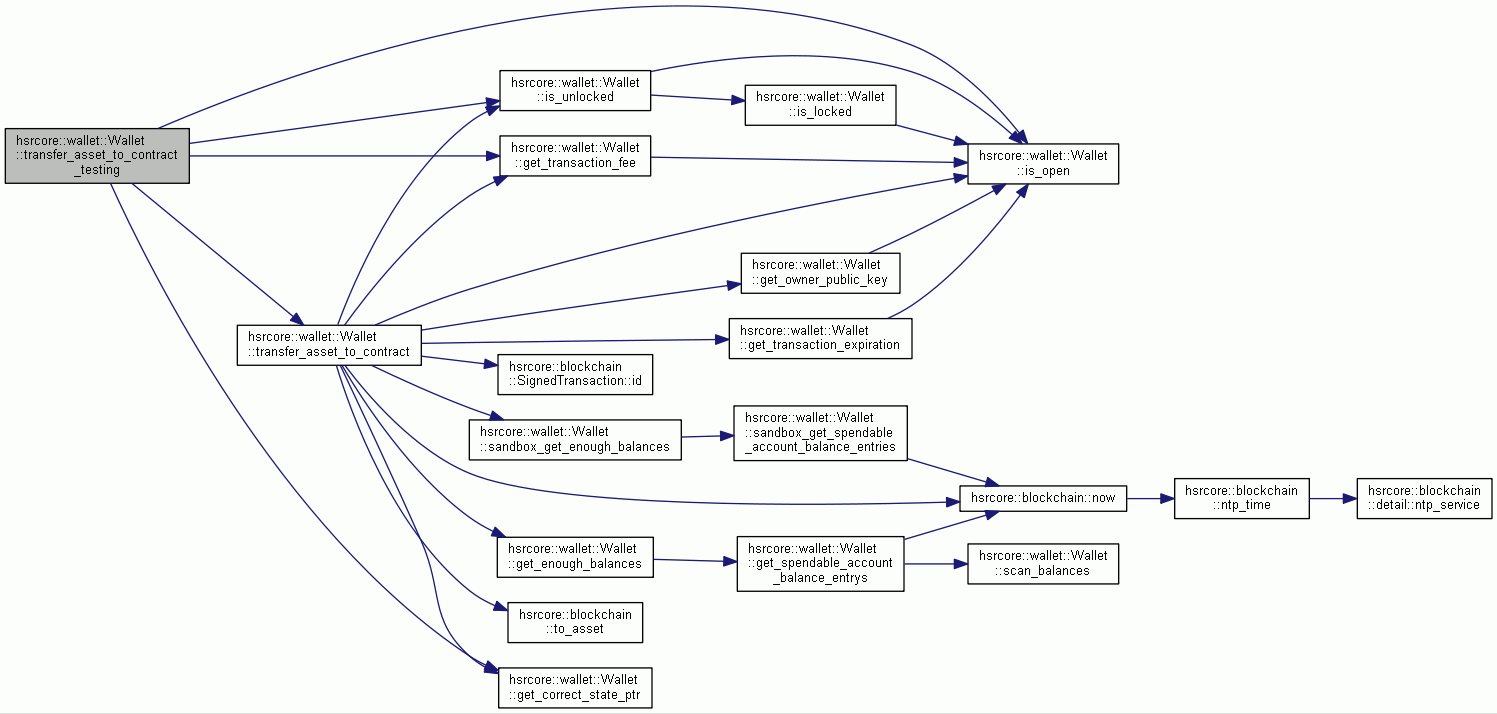 hsrcore::wallet::Wallet
::transfer_asset_to_contract
_testing
hsrcore::wallet::Wallet
::is_unlocked
hsrcore::wallet::Wallet
::is_locked
hsrcore::wallet::Wallet
::get_transaction_fee
hsrcore::wallet::Wallet
::is_open
hsrcore::wallet::Wallet
::get_owner_public_key
hsrcore::wallet::Wallet
::transfer_asset_to_contract
hsrcore::wallet::Wallet
::get_transaction_expiration
hsrcore::blockchain
::SignedTransaction::id
hsrcore::wallet::Wallet
::sandbox_get_enough_balances
hsrcore::wallet::Wallet
::sandbox_get_spendable
_account_balance_entries
hsrcore::blockchain::now
hsrcore::blockchain
::ntp_time
hsrcore::blockchain
::detail::ntp_service
hsrcore::wallet::Wallet
::get_enough_balances
hsrcore::wallet::Wallet
::get_spendable_account
_balance_entrys
hsrcore::wallet::Wallet
::scan_balances
hsrcore::blockchain
::to_asset
hsrcore::wallet::Wallet
::get_correct_state_ptr